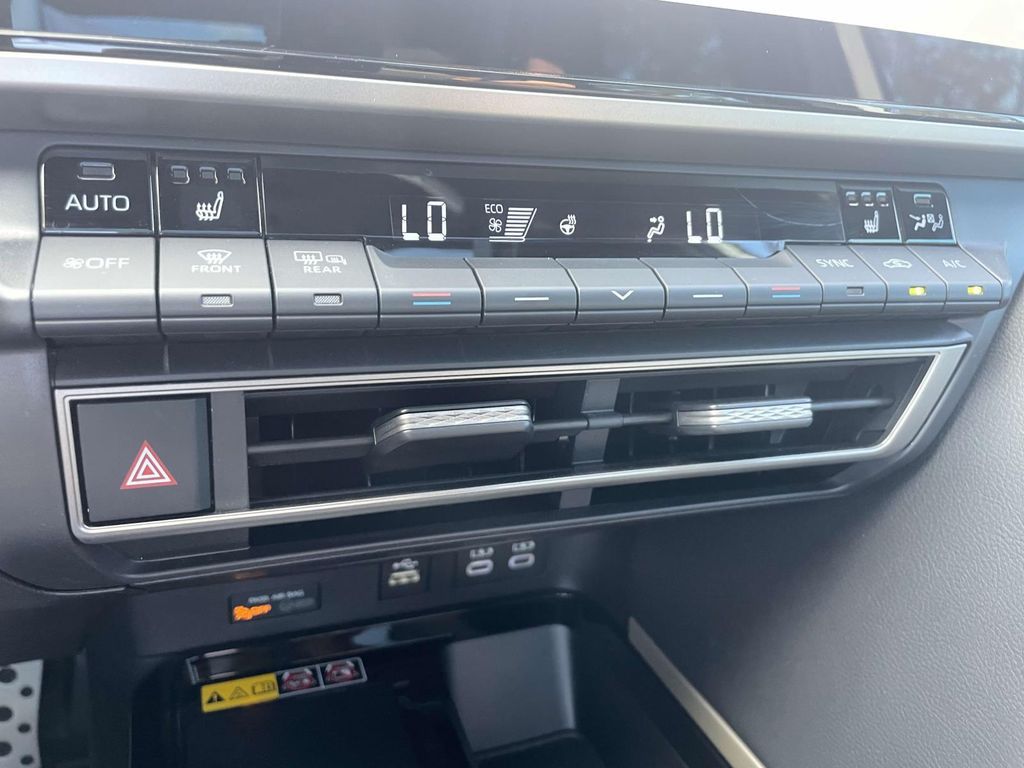 AUTO
LO
ECO
LO
OFF
FRONT
REAR
SYNC
A/C